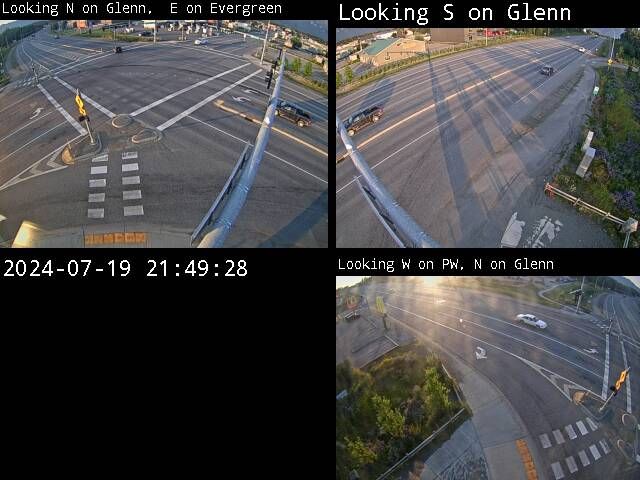 Looking N on Glenn,  E on Evergreen
Looking S on Glenn
2024-07-19 21:49:28
Looking W on PW, N on Glenn